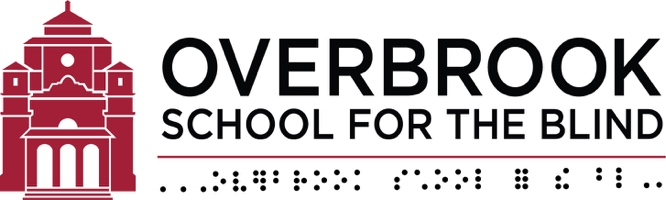 OVERBROOK
SCHOOL FOR THE BLIND
⠠⠠⠠⠕⠧⠻⠃⠗⠕⠕⠅ ⠎⠡⠕⠕⠇ ⠿ ⠮ ⠃⠇⠠⠄